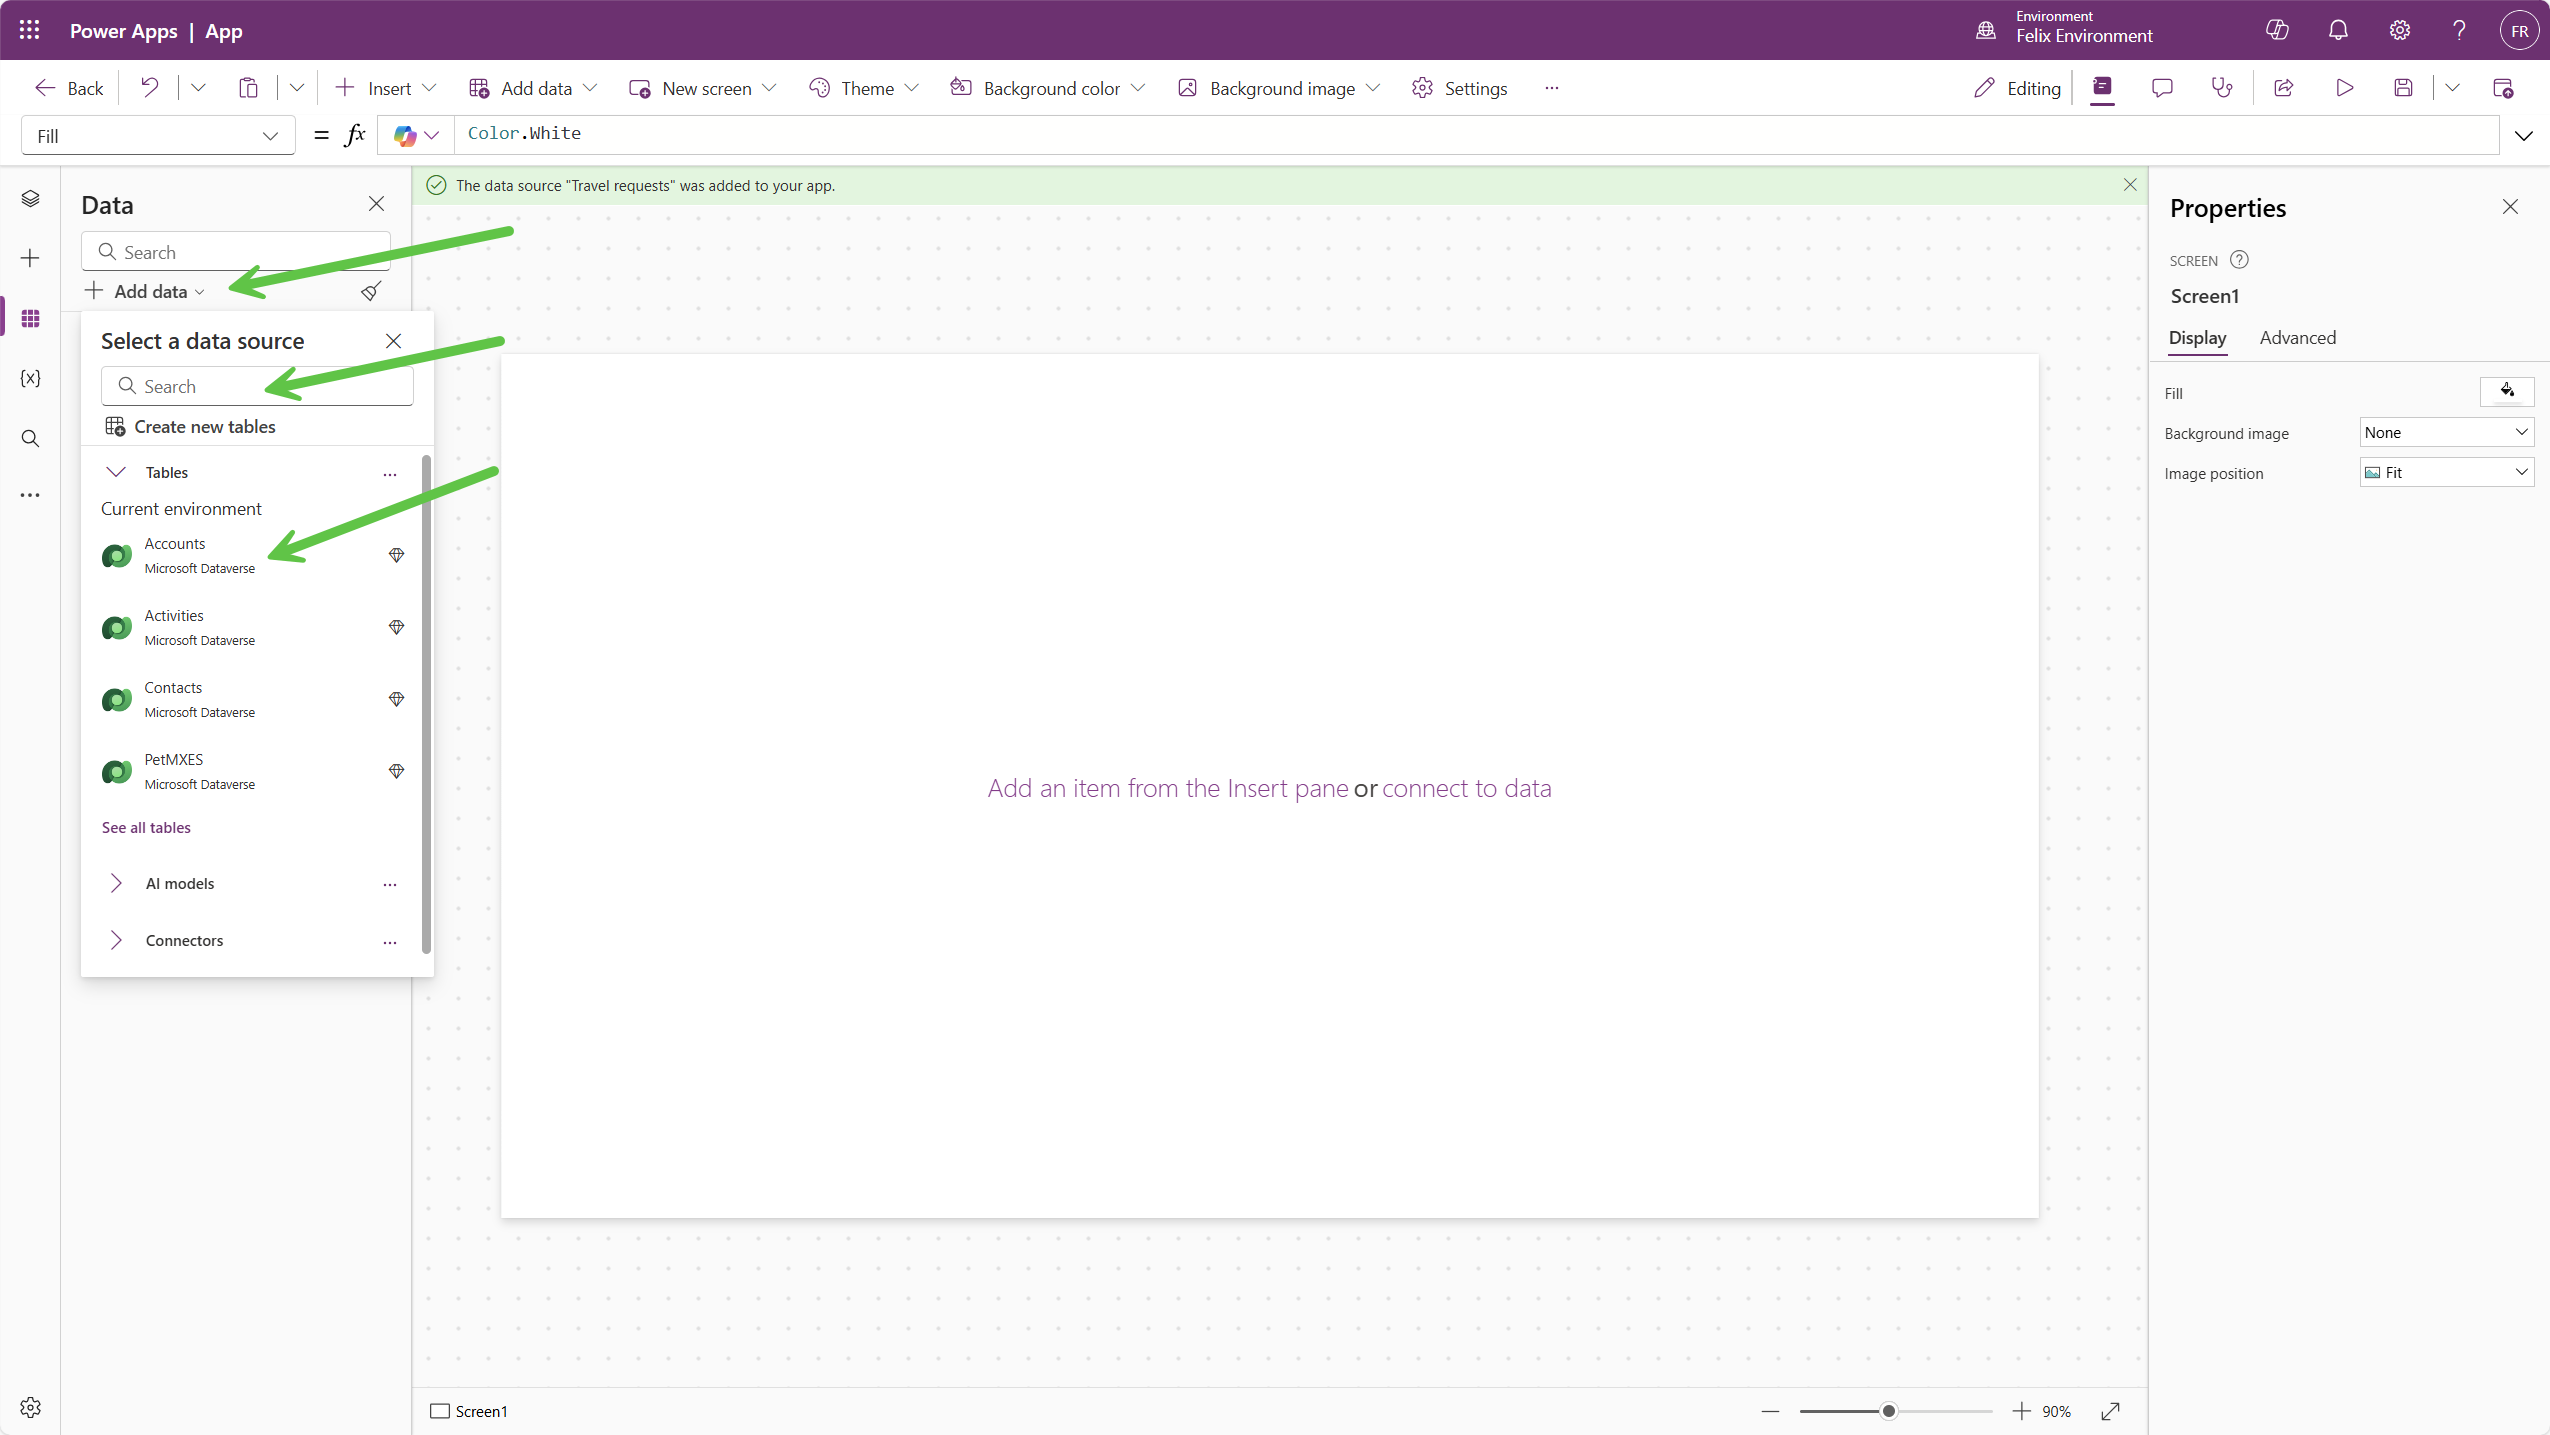 Power Apps | App
Environment
Felix Environment
FR
Back
Insert
Add data
New screen
Theme
Background color
Background image
Settings
Editing
Fill
= fx
Color.White
Data
Search
Add data
Select a data source
Search
Create new tables
Tables
Current environment
Accounts
Microsoft Dataverse
Activities
Microsoft Dataverse
Contacts
Microsoft Dataverse
PetMXES
Microsoft Dataverse
See all tables
AI models
Connectors
The data source "Travel requests" was added to your app.
Add an item from the Insert pane or connect to data
Screen1
90%
Properties
SCREEN
Screen1
Display
Advanced
Fill
Background image
None
Image position
Fit